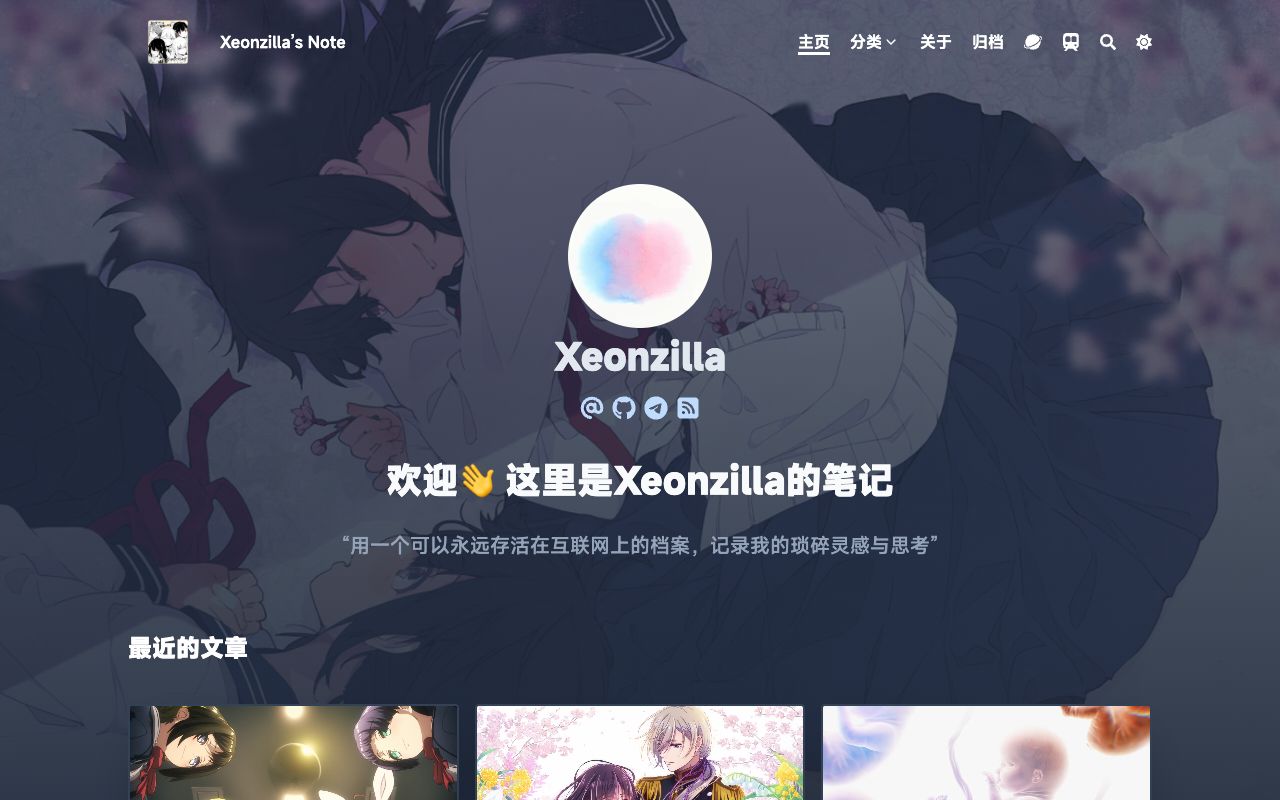 Xeonzilla's Note
主页 分类 关于 归档
Xeonzilla
欢迎👋 这里是Xeonzilla的笔记
“用一个可以永远存活在互联网上的档案，记录我的琐碎灵感与思考”
最近的文章